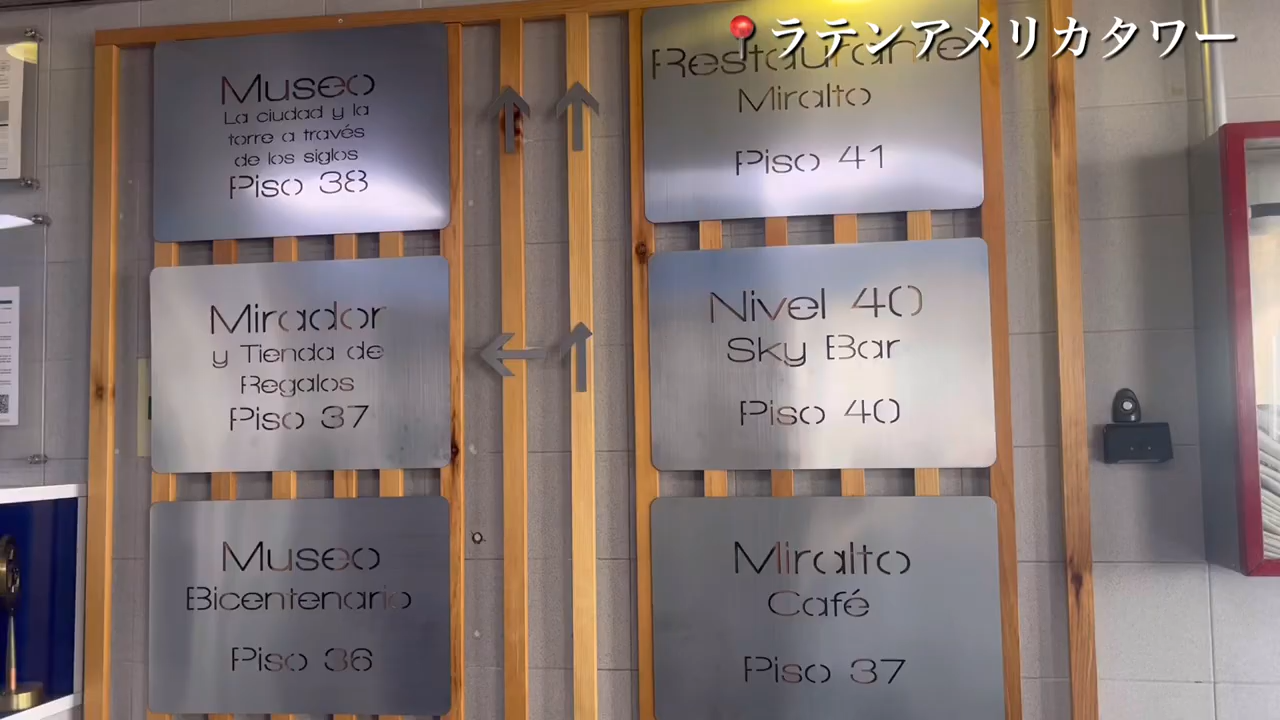 📍ラテンアメリカタワー
Museo
La ciudad y la
torre a través
de los siglos
Piso 38
Mirador
y Tienda de
Regalos
Piso 37
Museo
Bicentenario
Piso 36
Restaurante
Miralto
Piso 41
Nivel 40
Sky Bar
Piso 40
Miralto
Café
Piso 37